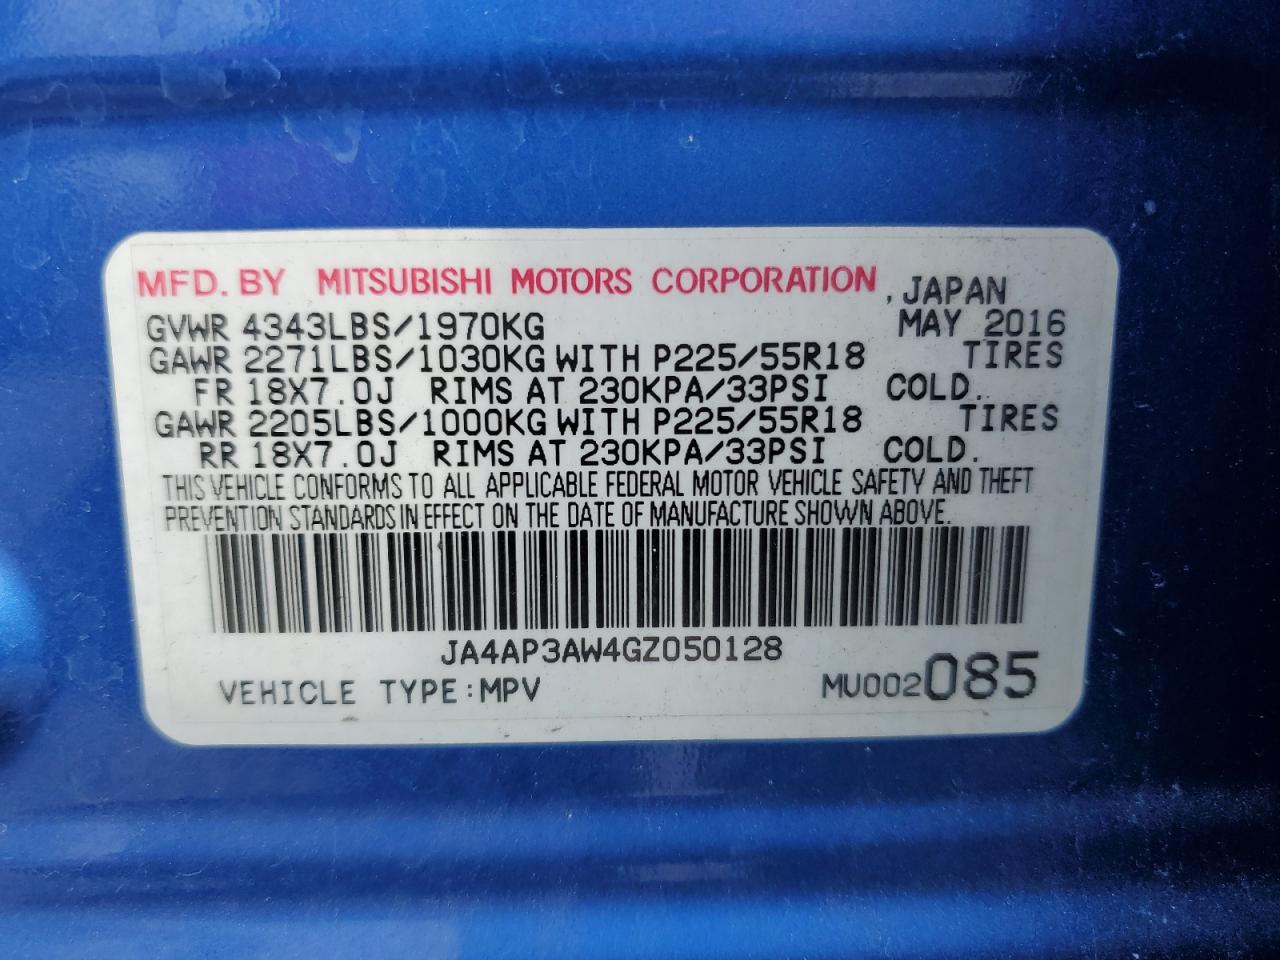 MFD. BY MITSUBISHI MOTORS CORPORATION , JAPAN
GVWR 4343LBS/1970KG MAY 2016
GAWR 2271LBS/1030KG WITH P225/55R18 TIRES
FR 18X7.0J RIMS AT 230KPA/33PSI COLD.
GAWR 2205LBS/1000KG WITH P225/55R18 TIRES
RR 18X7.0J RIMS AT 230KPA/33PSI COLD.
THIS VEHICLE CONFORMS TO ALL APPLICABLE FEDERAL MOTOR VEHICLE SAFETY AND THEFT
PREVENTION STANDARDS IN EFFECT ON THE DATE OF MANUFACTURE SHOWN ABOVE.
JA4AP3AW4GZ050128
VEHICLE TYPE:MPV MU002085